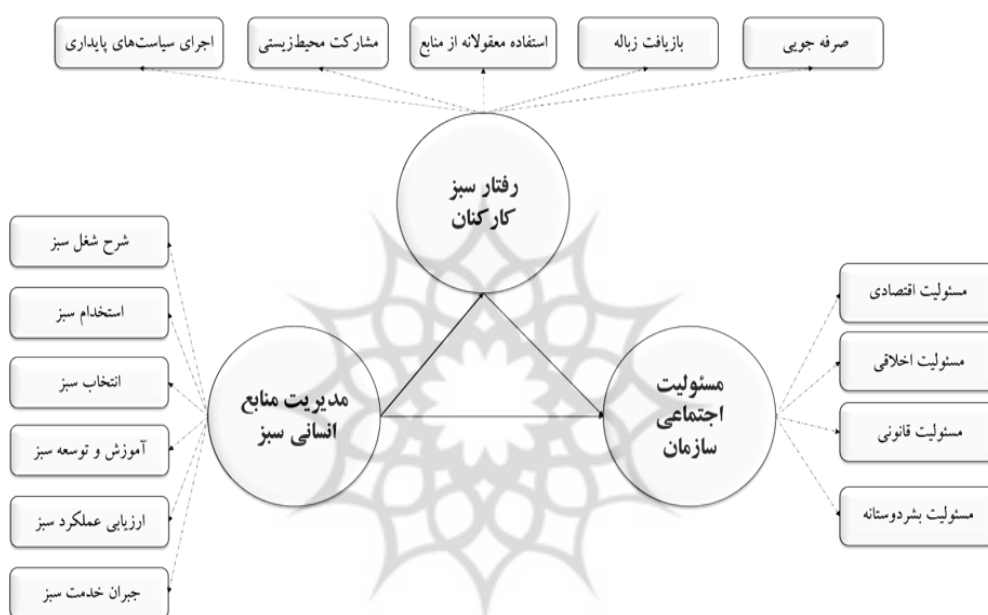 صرفه جویی
بازیافت زباله
استفاده معقولانه از منابع
مشارکت محیط‌زیستی
اجرای سیاست‌های پایداری
رفتار سبز
کارکنان
مسئولیت اقتصادی
مسئولیت اخلاقی
مسئولیت قانونی
مسئولیت بشردوستانه
مسئولیت
اجتماعی
سازمان
مدیریت منابع
انسانی سبز
شرح شغل سبز
استخدام سبز
انتخاب سبز
آموزش و توسعه سبز
ارزیابی عملکرد سبز
جبران خدمت سبز